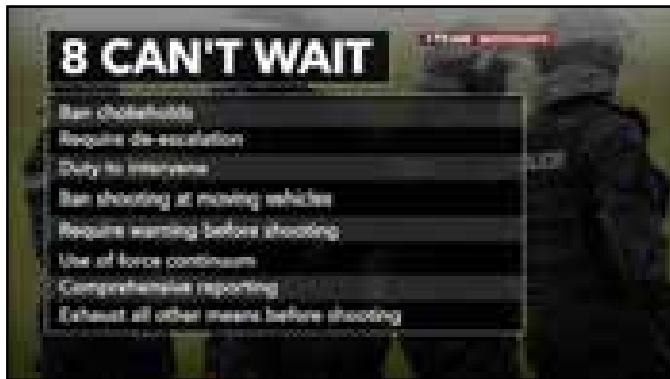 8 CAN'T WAIT
Ban chokeholds
Require de-escalation
Duty to intervene
Ban shooting at moving vehicles
Require warning before shooting
Use of force continuum
Comprehensive reporting
Exhaust all other means before shooting